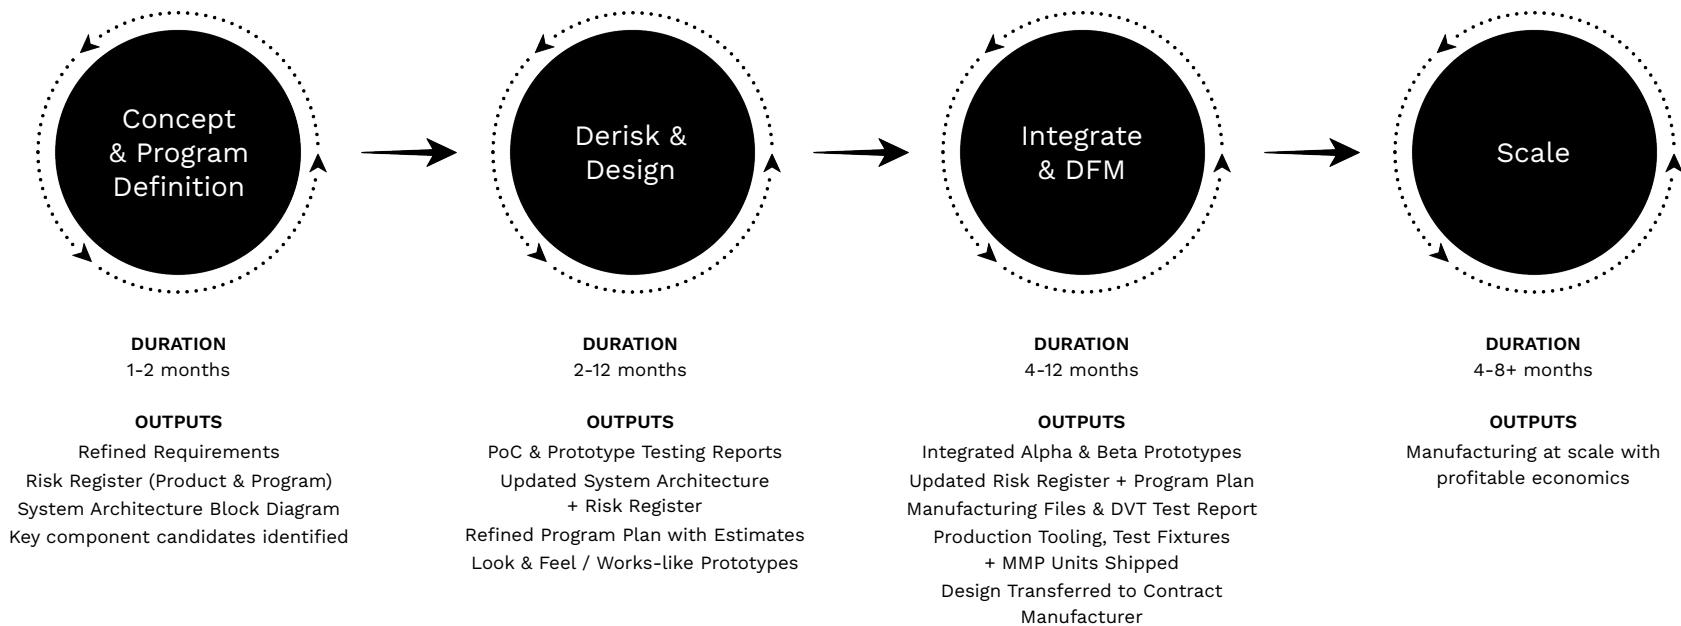 Concept
& Program
Definition
Derisk &
Design
Integrate
& DFM
Scale
DURATION
1-2 months
OUTPUTS
Refined Requirements
Risk Register (Product & Program)
System Architecture Block Diagram
Key component candidates identified
DURATION
2-12 months
OUTPUTS
PoC & Prototype Testing Reports
Updated System Architecture
+ Risk Register
Refined Program Plan with Estimates
Look & Feel / Works-like Prototypes
DURATION
4-12 months
OUTPUTS
Integrated Alpha & Beta Prototypes
Updated Risk Register + Program Plan
Manufacturing Files & DVT Test Report
Production Tooling, Test Fixtures
+ MMP Units Shipped
Design Transferred to Contract
Manufacturer
DURATION
4-8+ months
OUTPUTS
Manufacturing at scale with
profitable economics